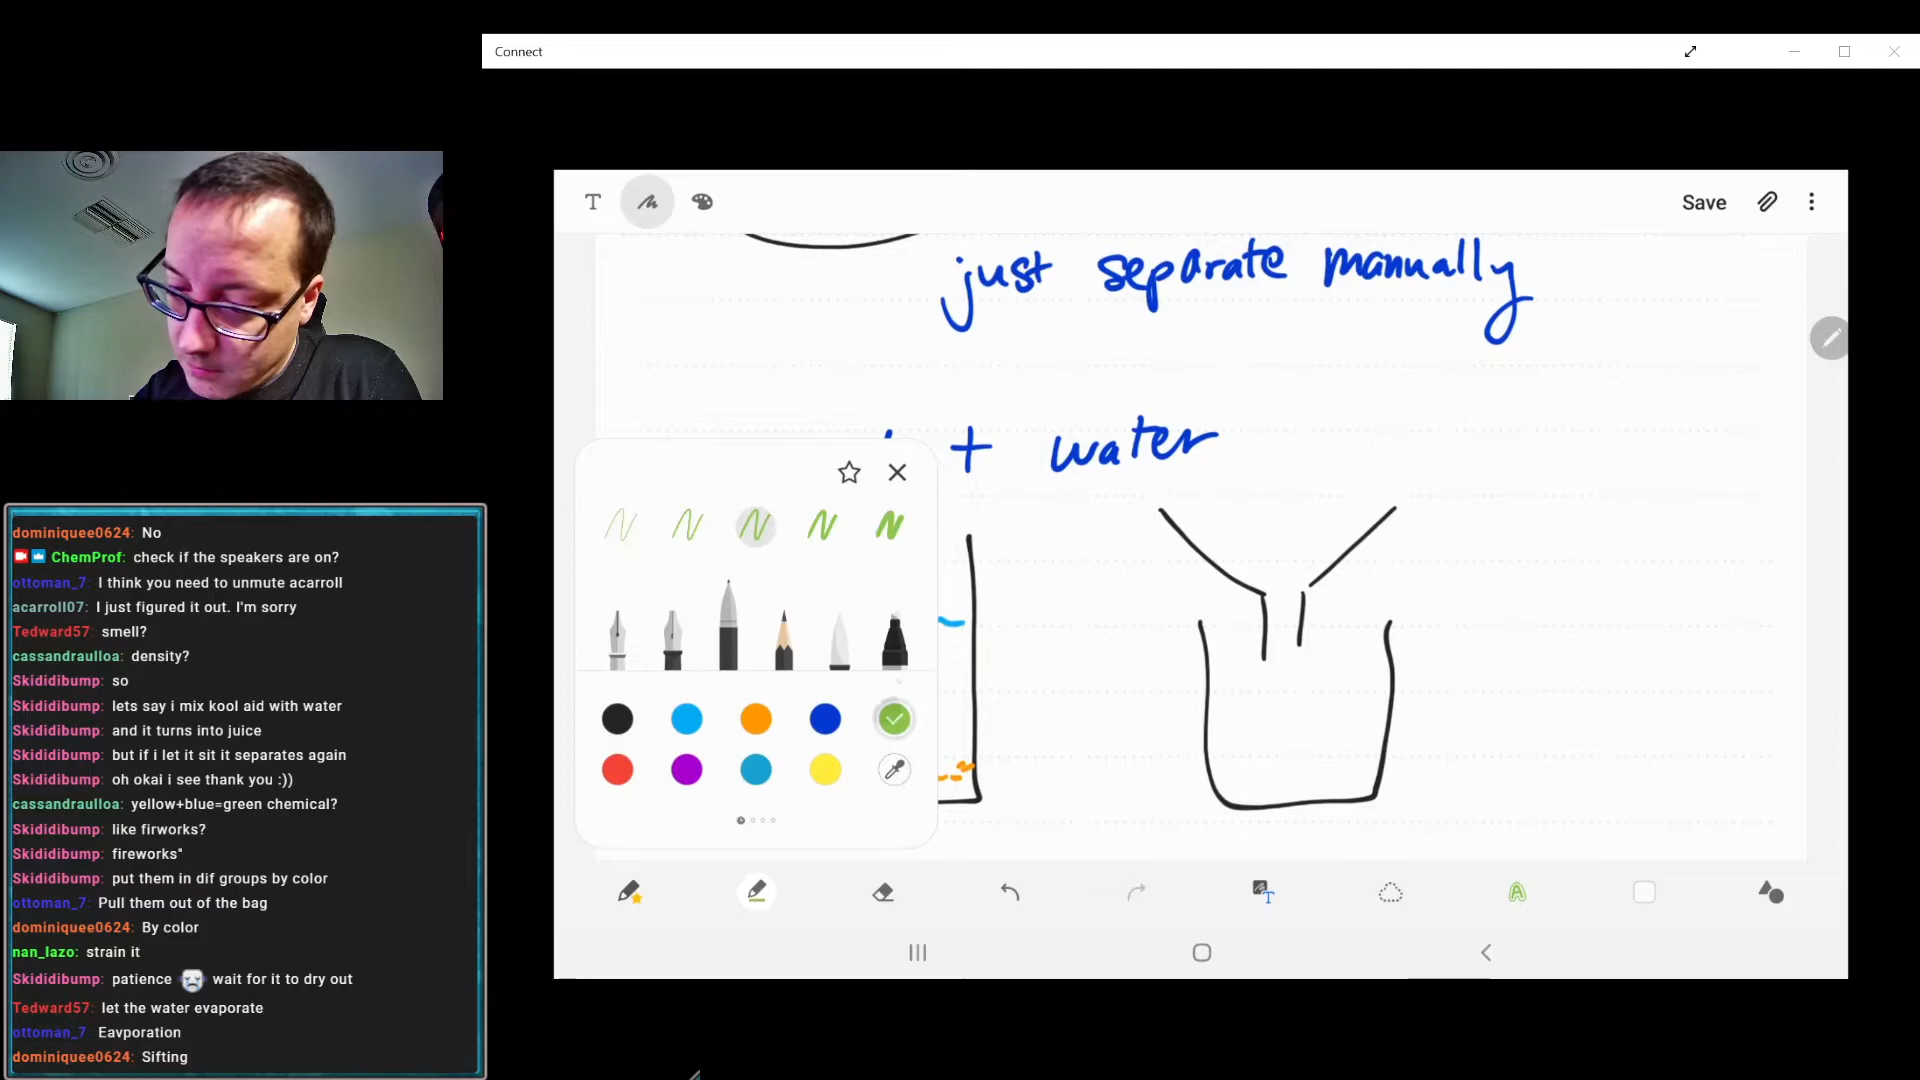 Connect
Save
just separate manually
+ water
dominiquee0624: No
ChemProf: check if the speakers are on?
ottoman_7: I think you need to unmute acarroll
acarroll07: I just figured it out. I'm sorry
Tedward57: smell?
cassandraulloa: density?
Skididibump: so
Skididibump: lets say i mix kool aid with water
Skididibump: and it turns into juice
Skididibump: but if i let it sit it separates again
Skididibump: oh okai i see thank you :))
cassandraulloa: yellow+blue=green chemical?
Skididibump: like firworks?
Skididibump: fireworks"
Skididibump: put them in dif groups by color
ottoman_7: Pull them out of the bag
dominiquee0624: By color
nan_lazo: strain it
Skididibump: patience wait for it to dry out
Tedward57: let the water evaporate
ottoman_7: Eavporation
dominiquee0624: Sifting